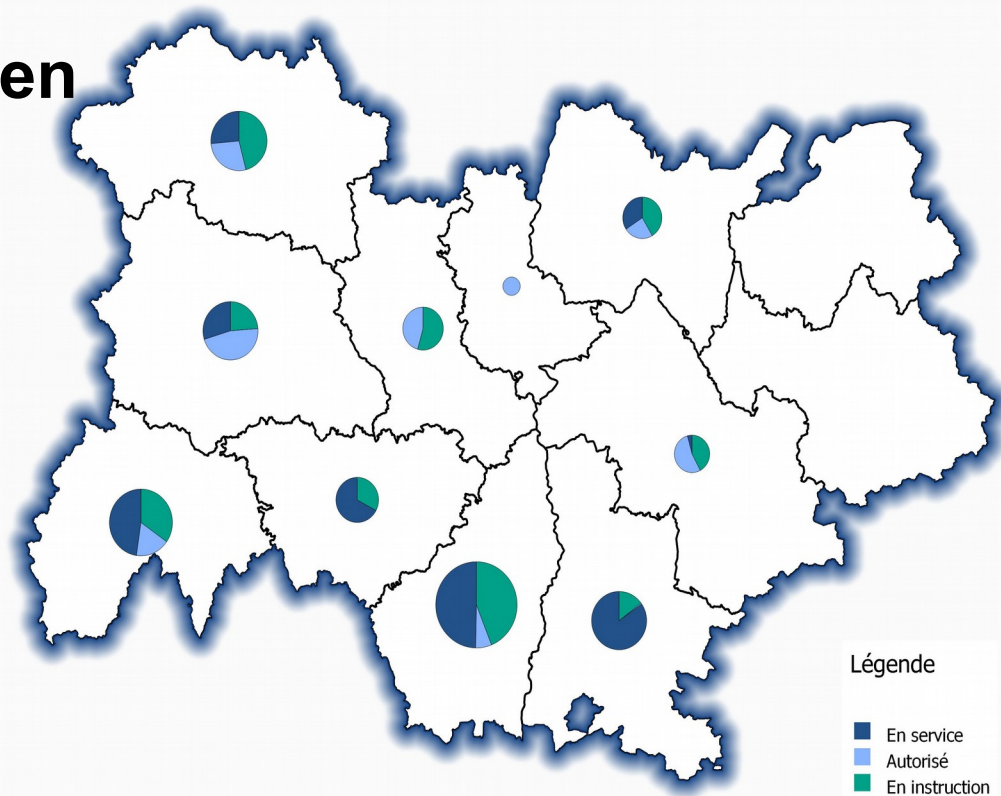 en
Légende
En service
Autorisé
En instruction